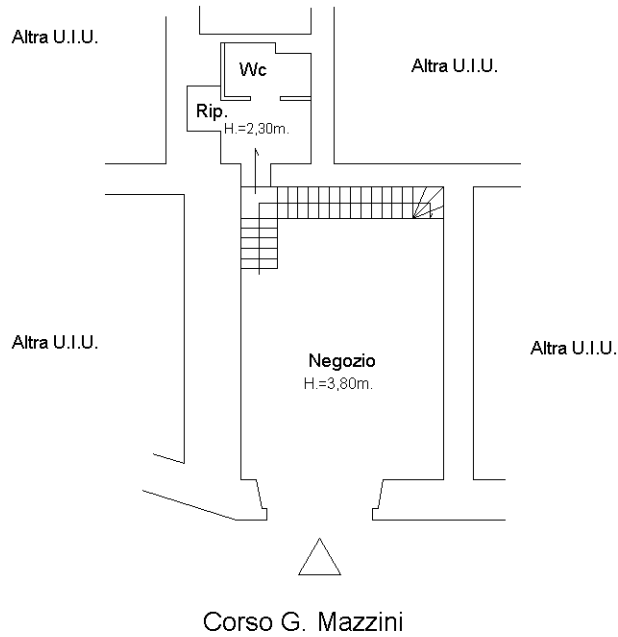 Altra U.I.U.
Wc
Altra U.I.U.
Rip.
H.=2,30m.
Altra U.I.U.
Negozio
H.=3,80m.
Altra U.I.U.
Corso G. Mazzini